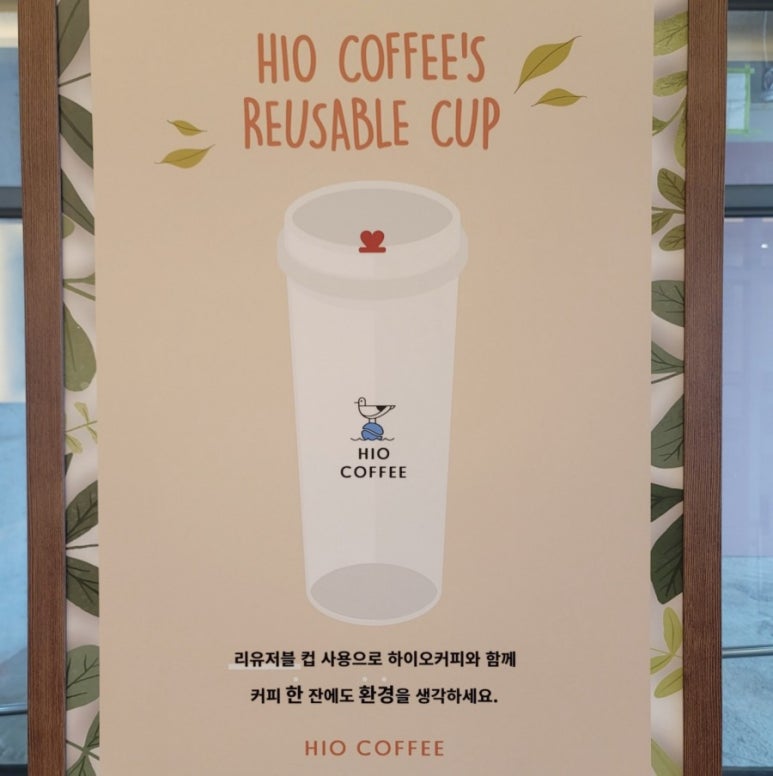 HIO COFFEE'S
REUSABLE CUP
HIO
COFFEE
리유저블 컵 사용으로 하이오커피와 함께
커피 한 잔에도 환경을 생각하세요.
HIO COFFEE